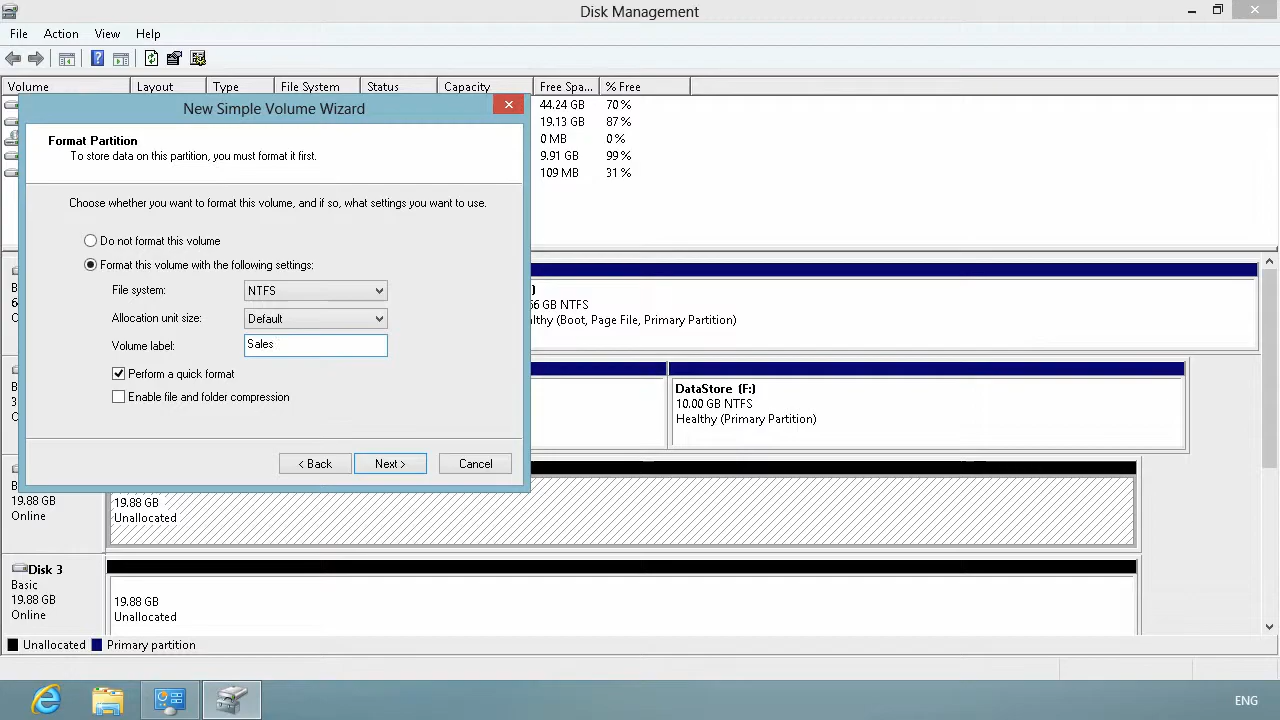 Disk Management
File Action View Help
Volume Layout Type File System Status Capacity Free Spa... % Free
44.24 GB 70 %
19.13 GB 87 %
0 MB 0 %
9.91 GB 99 %
109 MB 31 %
New Simple Volume Wizard
Format Partition
To store data on this partition, you must format it first.
Choose whether you want to format this volume, and if so, what settings you want to use.
Do not format this volume
Format this volume with the following settings:
File system: NTFS
Allocation unit size: Default
Volume label: Sales
Perform a quick format
Enable file and folder compression
< Back Next > Cancel
GB NTFS
(Boot, Page File, Primary Partition)
DataStore (F:)
10.00 GB NTFS
Healthy (Primary Partition)
19.88 GB
Online
19.88 GB
Unallocated
Disk 3
Basic
19.88 GB
Online
19.88 GB
Unallocated
Unallocated Primary partition
ENG